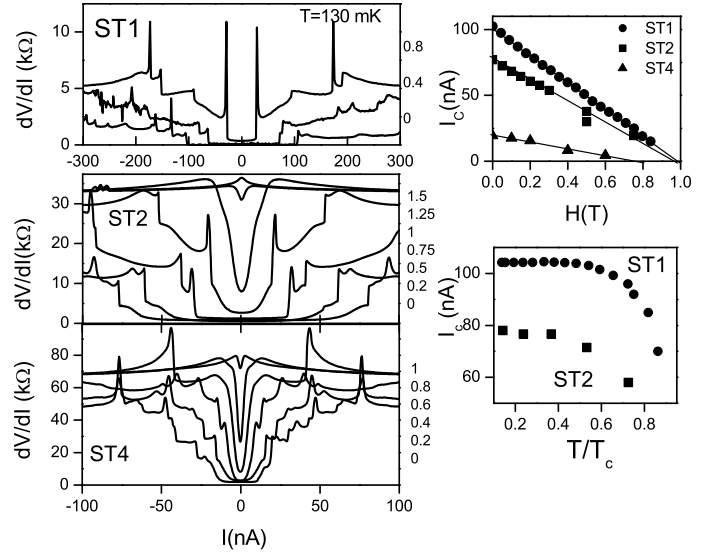 ST1
T=130 mK
dV/dI (kΩ)
10
5
0
0.8
0.4
0
-300 -200 -100 0 100 200 300
ST2
dV/dI(kΩ)
30
20
10
0
1.5
1.25
1
0.75
0.5
0.2
0
ST4
dV/dI (kΩ)
80
60
40
20
0
1
0.8
0.6
0.4
0.2
0
-100 -50 0 50 100
I(nA)
I_C(nA)
100
50
0
ST1
ST2
ST4
0.0 0.2 0.4 0.6 0.8 1.0
H(T)
I_c (nA)
100
80
60
ST1
ST2
0.2 0.4 0.6 0.8
T/T_c